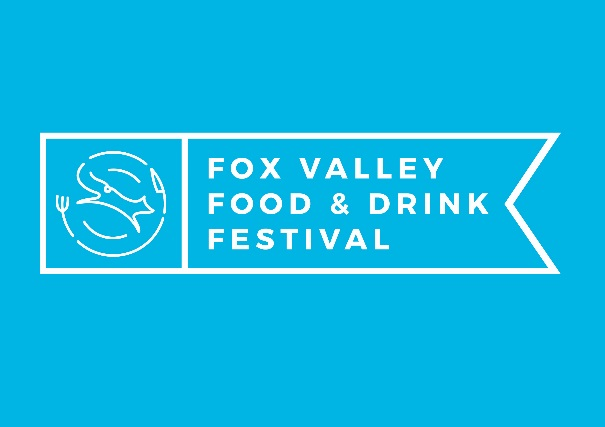 FOX VALLEY
FOOD & DRINK
FESTIVAL